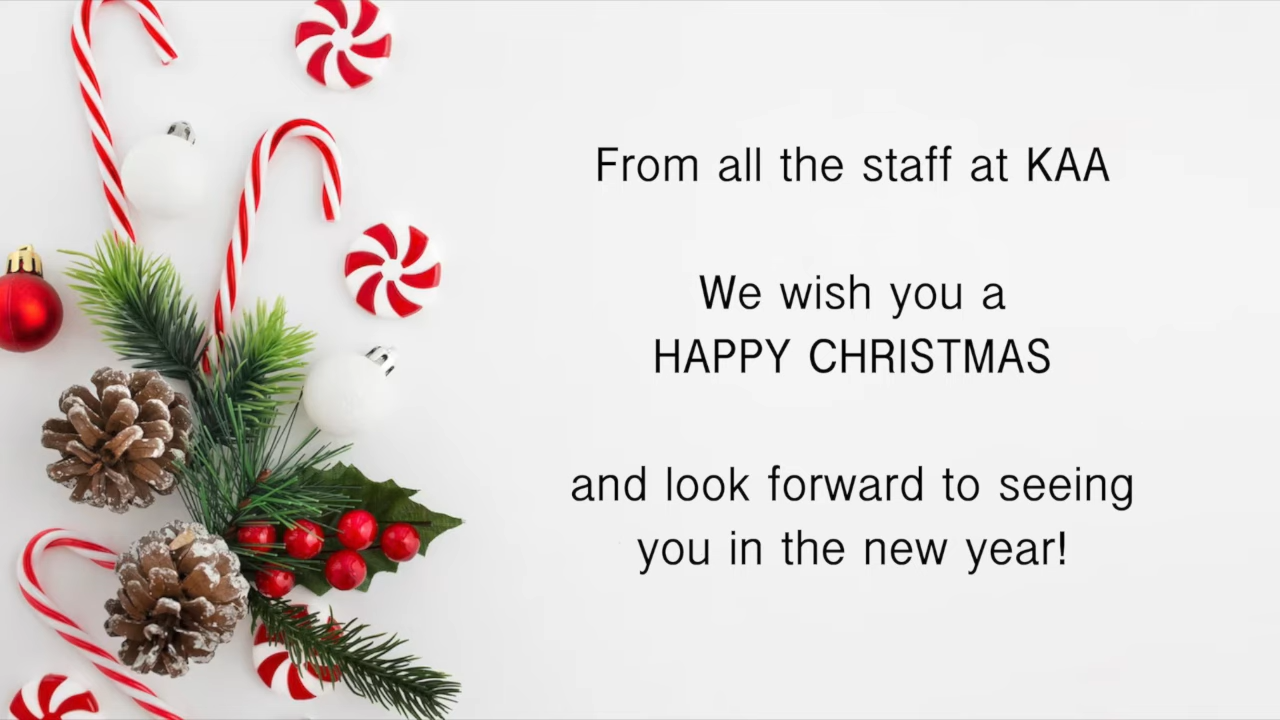 From all the staff at KAA
We wish you a
HAPPY CHRISTMAS
and look forward to seeing
you in the new year!